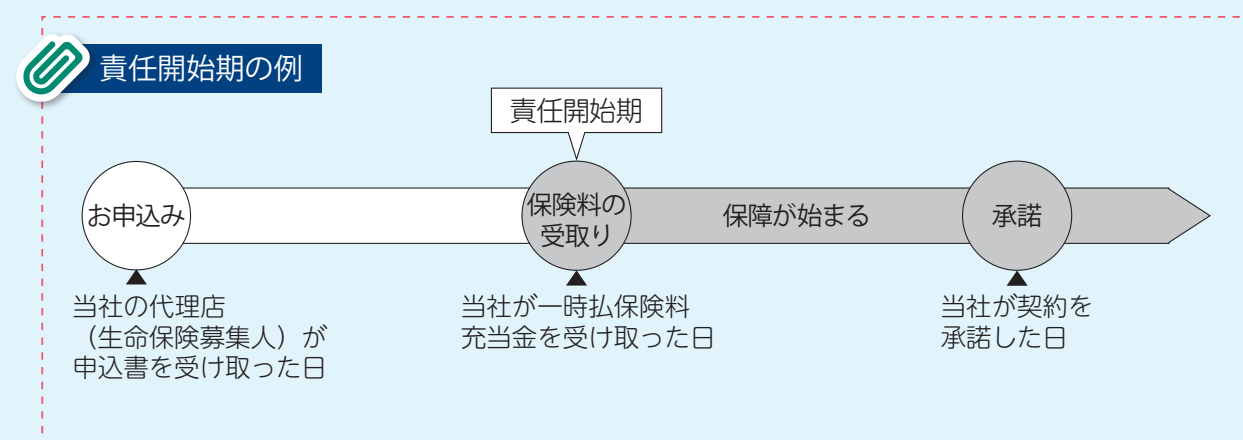 責任開始期の例
責任開始期
お申込み
保険料の
受取り
保障が始まる
承諾
当社の代理店
（生命保険募集人）が
申込書を受け取った日
当社が一時払保険料
充当金を受け取った日
当社が契約を
承諾した日